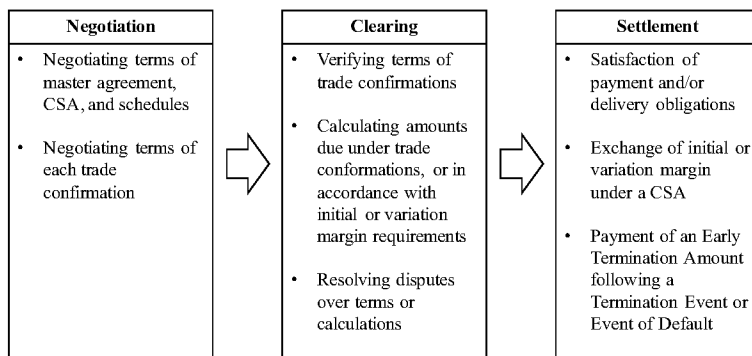 Negotiation
• Negotiating terms of
master agreement,
CSA, and schedules
• Negotiating terms of
each trade
confirmation
Clearing
• Verifying terms of
trade confirmations
• Calculating amounts
due under trade
conformations, or in
accordance with
initial or variation
margin requirements
• Resolving disputes
over terms or
calculations
Settlement
• Satisfaction of
payment and/or
delivery obligations
• Exchange of initial or
variation margin
under a CSA
• Payment of an Early
Termination Amount
following a
Termination Event or
Event of Default